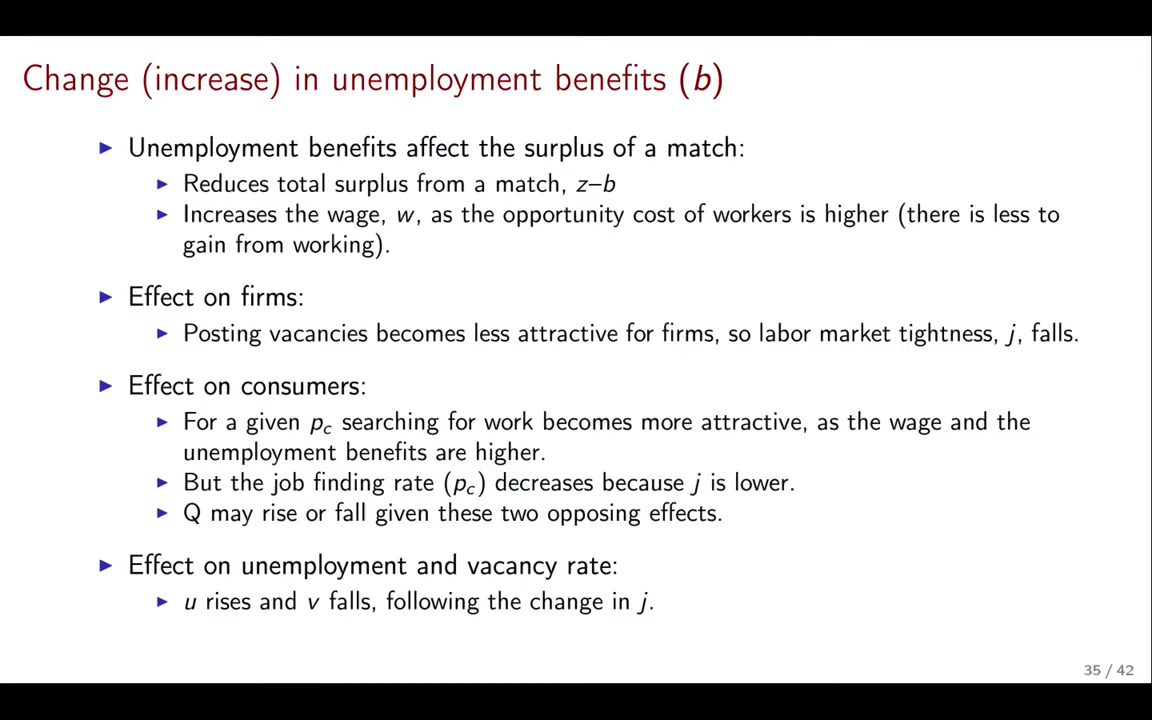 Change (increase) in unemployment benefits (b)
▶ Unemployment benefits affect the surplus of a match:
▶ Reduces total surplus from a match, z–b
▶ Increases the wage, w, as the opportunity cost of workers is higher (there is less to
gain from working).
▶ Effect on firms:
▶ Posting vacancies becomes less attractive for firms, so labor market tightness, j, falls.
▶ Effect on consumers:
▶ For a given p_c searching for work becomes more attractive, as the wage and the
unemployment benefits are higher.
▶ But the job finding rate (p_c) decreases because j is lower.
▶ Q may rise or fall given these two opposing effects.
▶ Effect on unemployment and vacancy rate:
▶ u rises and v falls, following the change in j.
35 / 42